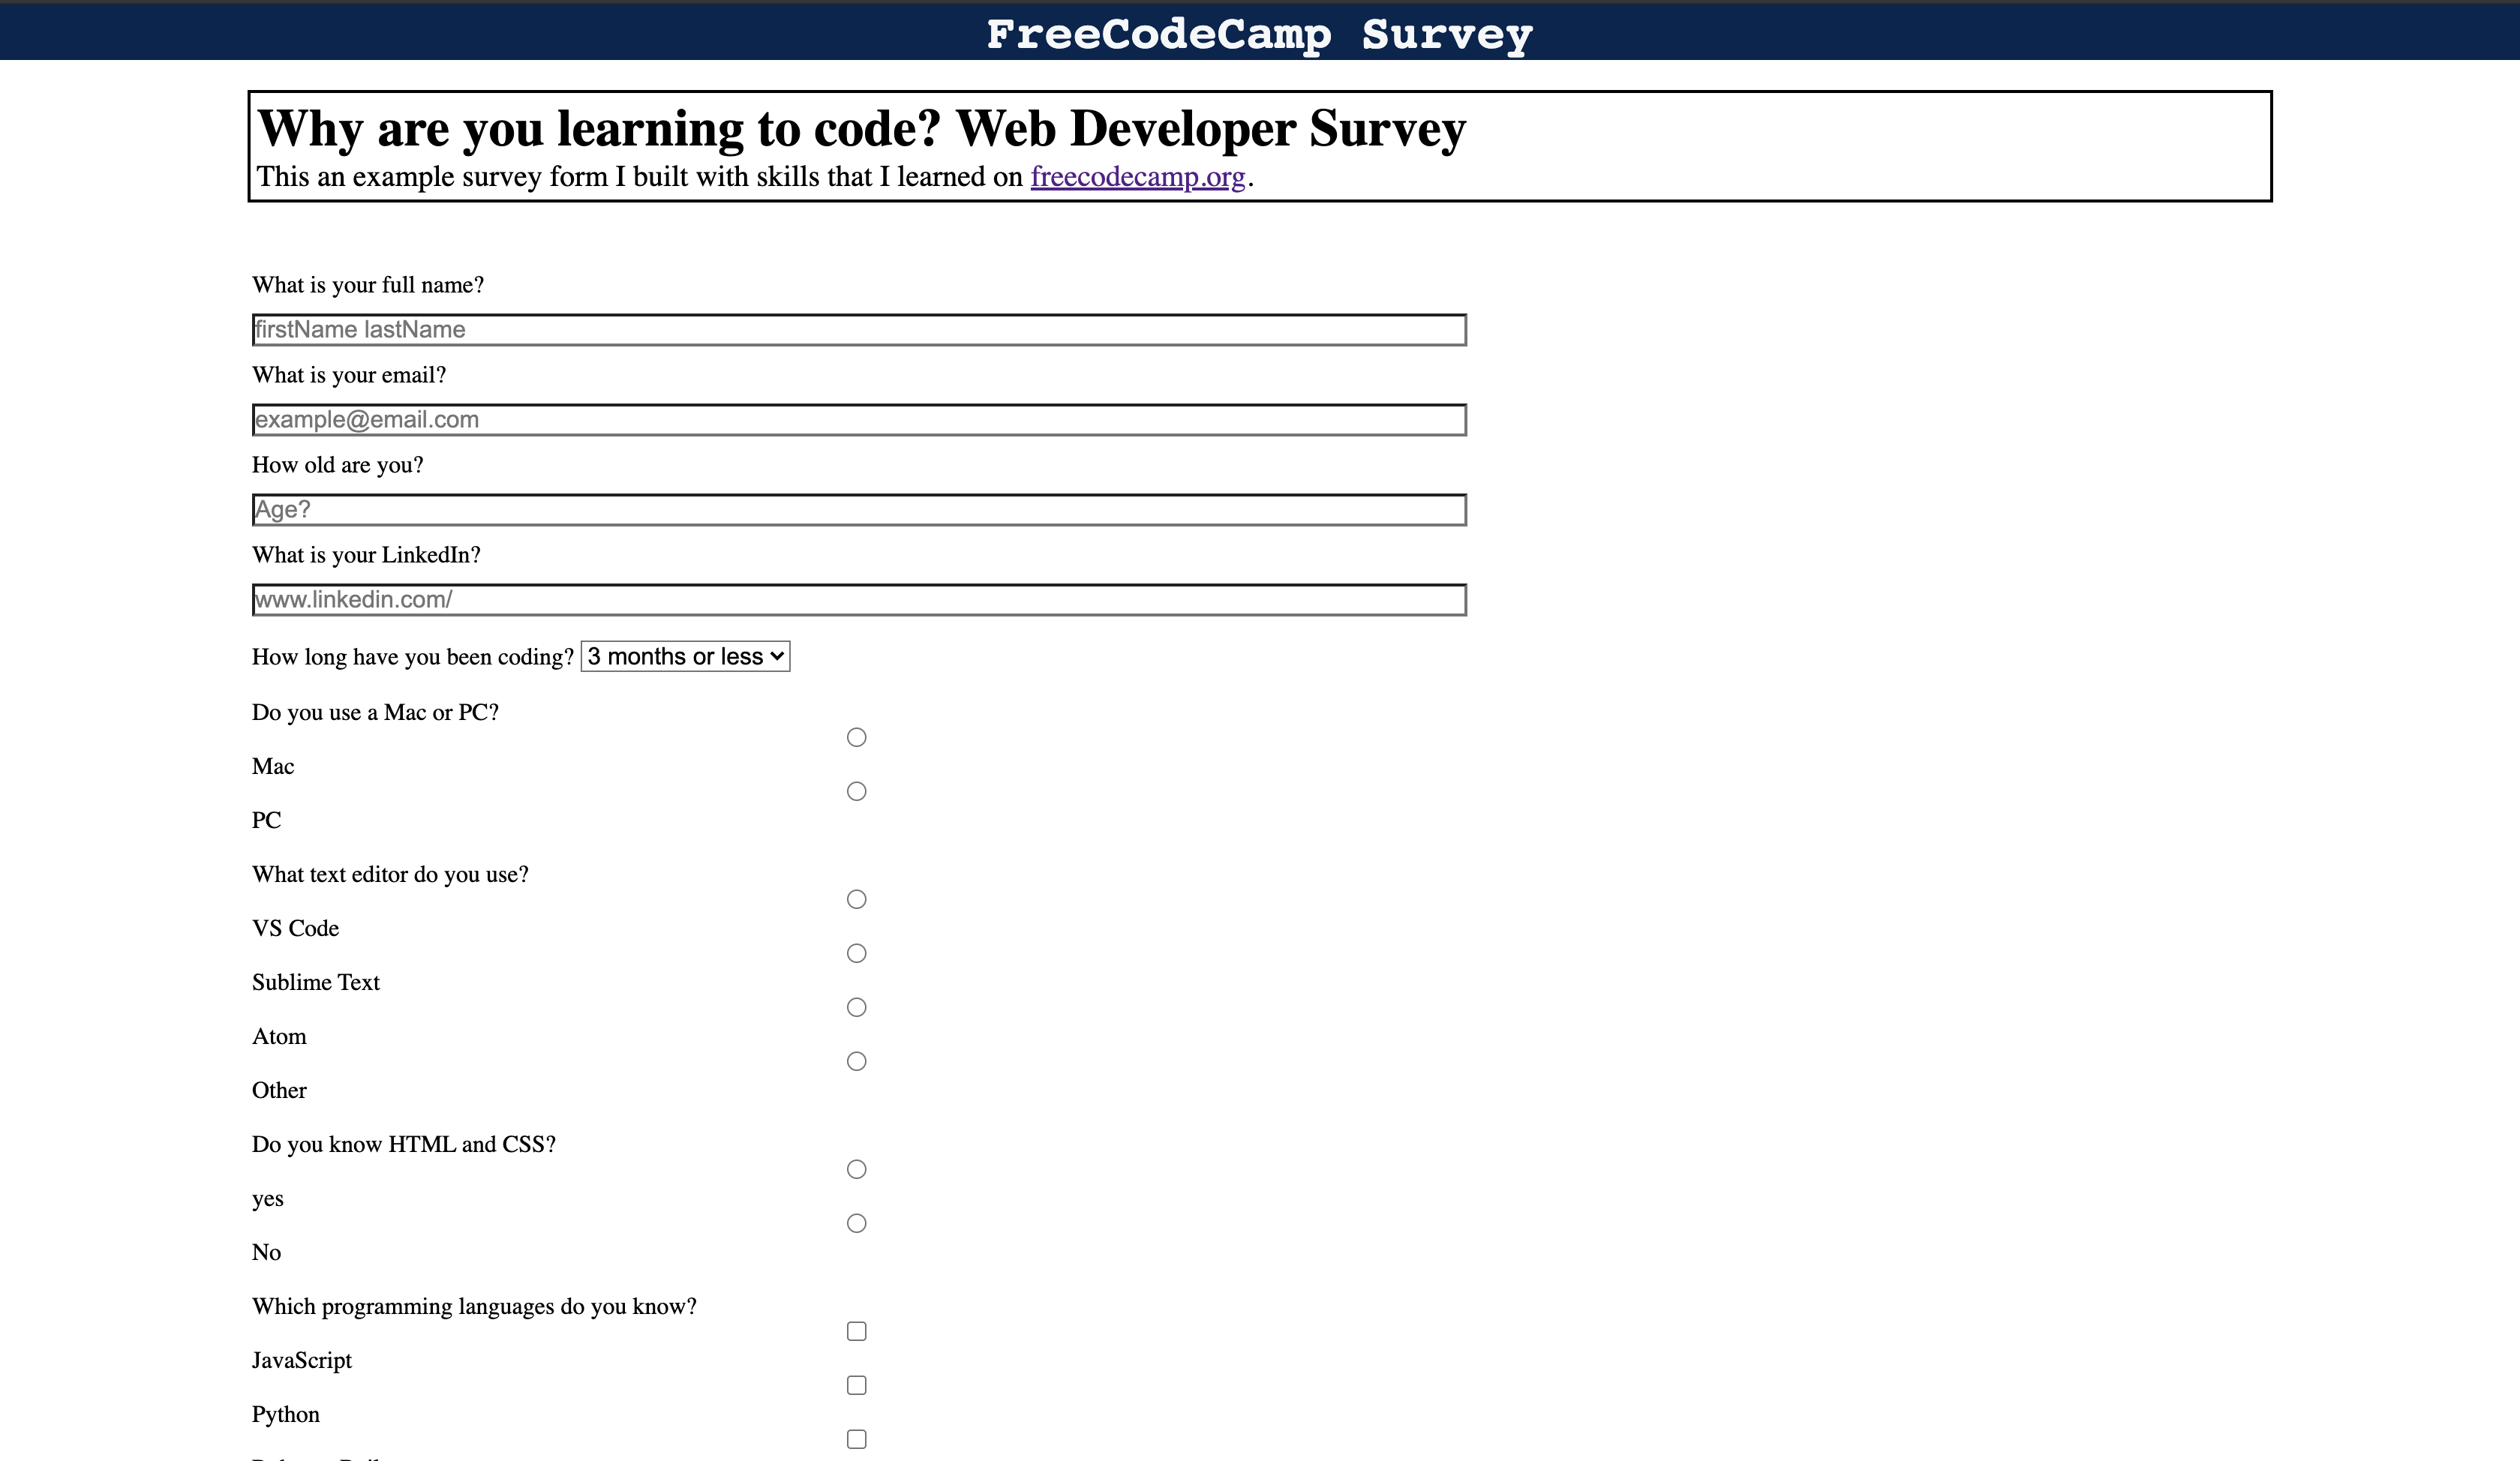 FreeCodeCamp Survey
Why are you learning to code? Web Developer Survey
This an example survey form I built with skills that I learned on freecodecamp.org.
What is your full name?
firstName lastName
What is your email?
example@email.com
How old are you?
Age?
What is your LinkedIn?
www.linkedin.com/
How long have you been coding? 3 months or less
Do you use a Mac or PC?
Mac
PC
What text editor do you use?
VS Code
Sublime Text
Atom
Other
Do you know HTML and CSS?
yes
No
Which programming languages do you know?
JavaScript
Python